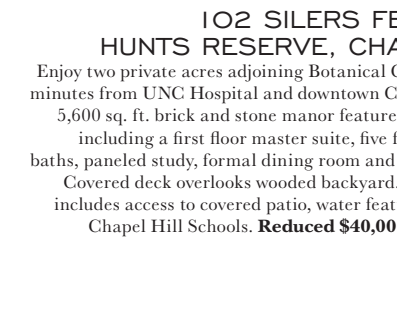 102 SILERS FE
HUNTS RESERVE, CHA
Enjoy two private acres adjoining Botanical
minutes from UNC Hospital and downtown C
5,600 sq. ft. brick and stone manor feature
including a first floor master suite, five f
baths, paneled study, formal dining room and
Covered deck overlooks wooded backyard.
includes access to covered patio, water feat
Chapel Hill Schools. Reduced $40,00